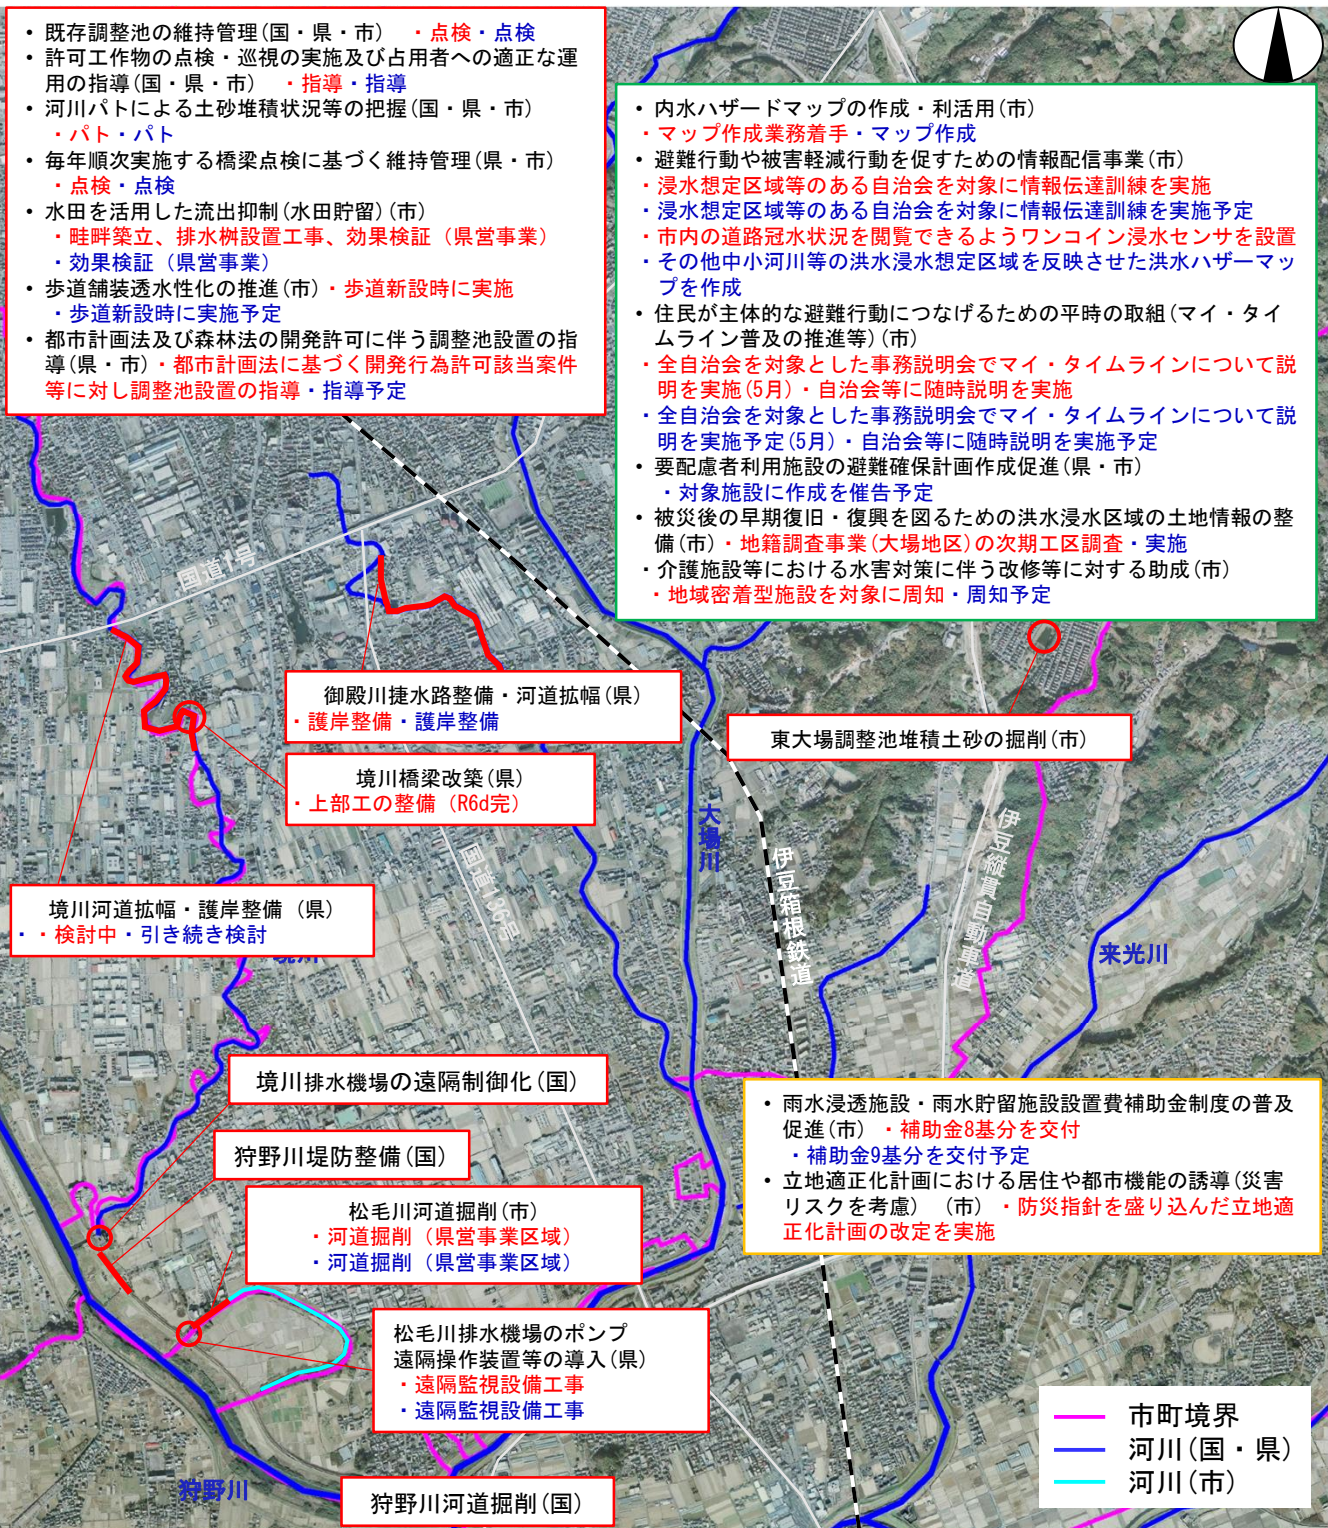 ・既存調整池の維持管理(国・県・市)　・点検・点検
・許可工作物の点検・巡視の実施及び占用者への適正な運
用の指導(国・県・市)　・指導・指導
・河川パトによる土砂堆積状況等の把握(国・県・市)
・パト・パト
・毎年順次実施する橋梁点検に基づく維持管理(県・市)
・点検・点検
・水田を活用した流出抑制(水田貯留)(市)
・畦畔築立、排水桝設置工事、効果検証（県営事業）
・効果検証（県営事業）
・歩道舗装透水性化の推進(市)・歩道新設時に実施
・歩道新設時に実施予定
・都市計画法及び森林法の開発許可に伴う調整池設置の指
導(県・市)・都市計画法に基づく開発行為許可該当案件
等に対し調整池設置の指導・指導予定
・内水ハザードマップの作成・利活用(市)
・マップ作成業務着手・マップ作成
・避難行動や被害軽減行動を促すための情報配信事業(市)
・浸水想定区域等のある自治会を対象に情報伝達訓練を実施
・浸水想定区域等のある自治会を対象に情報伝達訓練を実施予定
・市内の道路冠水状況を閲覧できるようワンコイン浸水センサを設置
・その他中小河川等の洪水浸水想定区域を反映させた洪水ハザーマッ
プを作成
・住民が主体的な避難行動につなげるための平時の取組(マイ・タイ
ムライン普及の推進等)(市)
・全自治会を対象とした事務説明会でマイ・タイムラインについて説
明を実施(5月)・自治会等に随時説明を実施
・全自治会を対象とした事務説明会でマイ・タイムラインについて説
明を実施予定(5月)・自治会等に随時説明を実施予定
・要配慮者利用施設の避難確保計画作成促進(県・市)
・対象施設に作成を催告予定
・被災後の早期復旧・復興を図るための洪水浸水区域の土地情報の整
備(市)・地籍調査事業(大場地区)の次期工区調査・実施
・介護施設等における水害対策に伴う改修等に対する助成(市)
・地域密着型施設を対象に周知・周知予定
国道1号
御殿川捷水路整備・河道拡幅(県)
・護岸整備・護岸整備
東大場調整池堆積土砂の掘削(市)
境川橋梁改築(県)
・上部工の整備（R6d完）
大場川
伊豆箱根鉄道
伊豆縦貫自動車道
国道136号
境川河道拡幅・護岸整備（県）
・・検討中・引き続き検討
境川
来光川
境川排水機場の遠隔制御化(国)
狩野川堤防整備(国)
松毛川河道掘削(市)
・河道掘削（県営事業区域）
・河道掘削（県営事業区域）
・雨水浸透施設・雨水貯留施設設置費補助金制度の普及
促進(市)・補助金8基分を交付
・補助金9基分を交付予定
・立地適正化計画における居住や都市機能の誘導(災害
リスクを考慮)　(市)・防災指針を盛り込んだ立地適
正化計画の改定を実施
松毛川排水機場のポンプ
遠隔操作装置等の導入(県)
・遠隔監視設備工事
・遠隔監視設備工事
狩野川
狩野川河道掘削(国)
市町境界
河川(国・県)
河川(市)